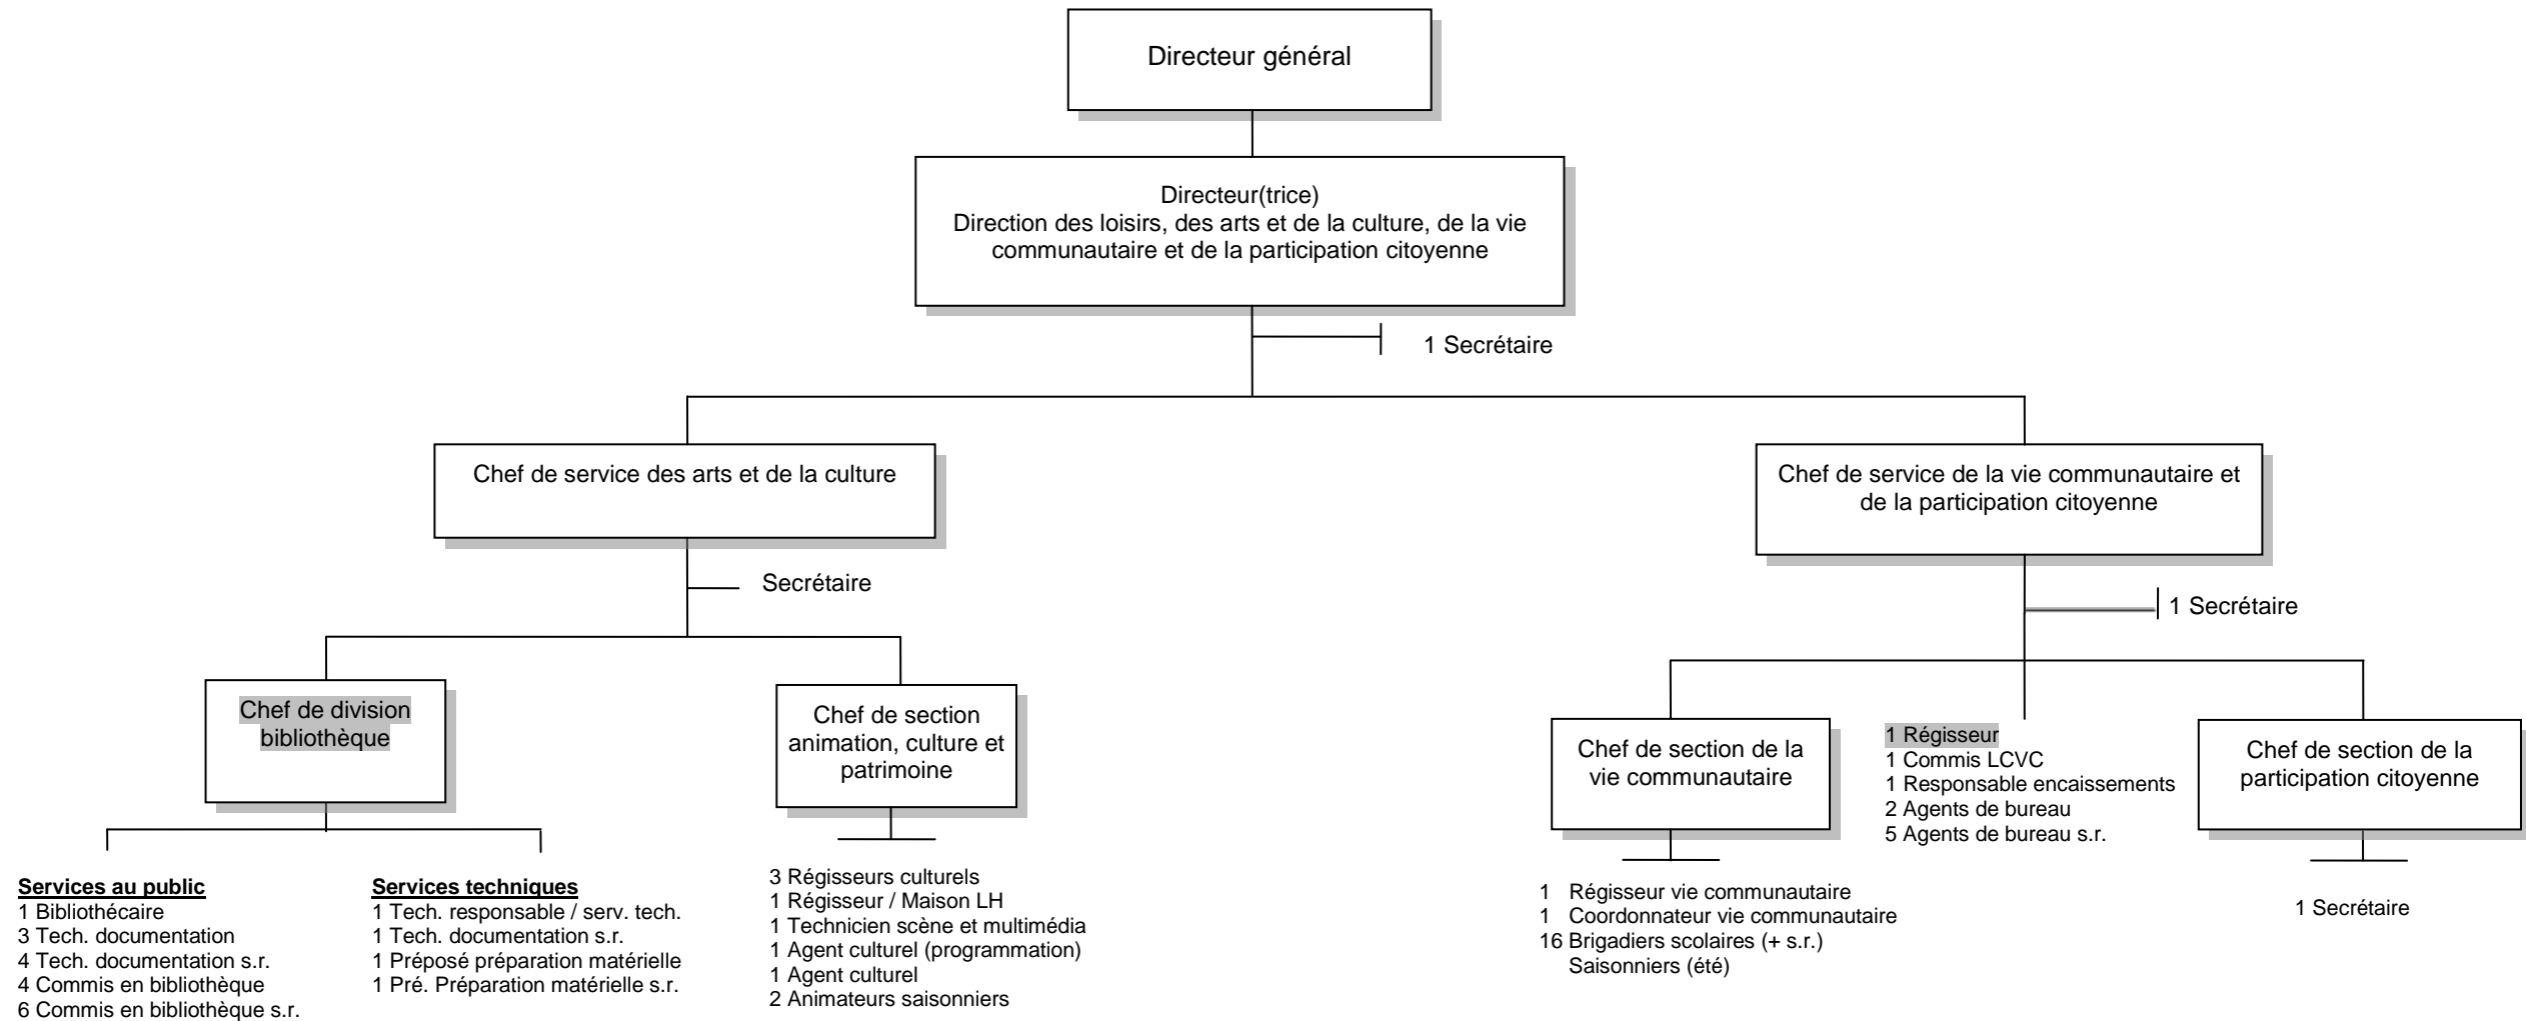 Directeur général
Directeur(trice)
Direction des loisirs, des arts et de la culture, de la vie
communautaire et de la participation citoyenne
1 Secrétaire
Chef de service des arts et de la culture
Secrétaire
Chef de division
bibliothèque
Services au public
1 Bibliothécaire
3 Tech. documentation
4 Tech. documentation s.r.
4 Commis en bibliothèque
6 Commis en bibliothèque s.r.
Services techniques
1 Tech. responsable / serv. tech.
1 Tech. documentation s.r.
1 Préposé préparation matérielle
1 Pré. Préparation matérielle s.r.
Chef de section
animation, culture et
patrimoine
3 Régisseurs culturels
1 Régisseur / Maison LH
1 Technicien scène et multimédia
1 Agent culturel (programmation)
1 Agent culturel
2 Animateurs saisonniers
Chef de service de la vie communautaire et
de la participation citoyenne
1 Secrétaire
Chef de section de la
vie communautaire
1 Régisseur vie communautaire
1 Coordonnateur vie communautaire
16 Brigadiers scolaires (+ s.r.)
Saisonniers (été)
1 Régisseur
1 Commis LCVC
1 Responsable encaissements
2 Agents de bureau
5 Agents de bureau s.r.
Chef de section de la
participation citoyenne
1 Secrétaire